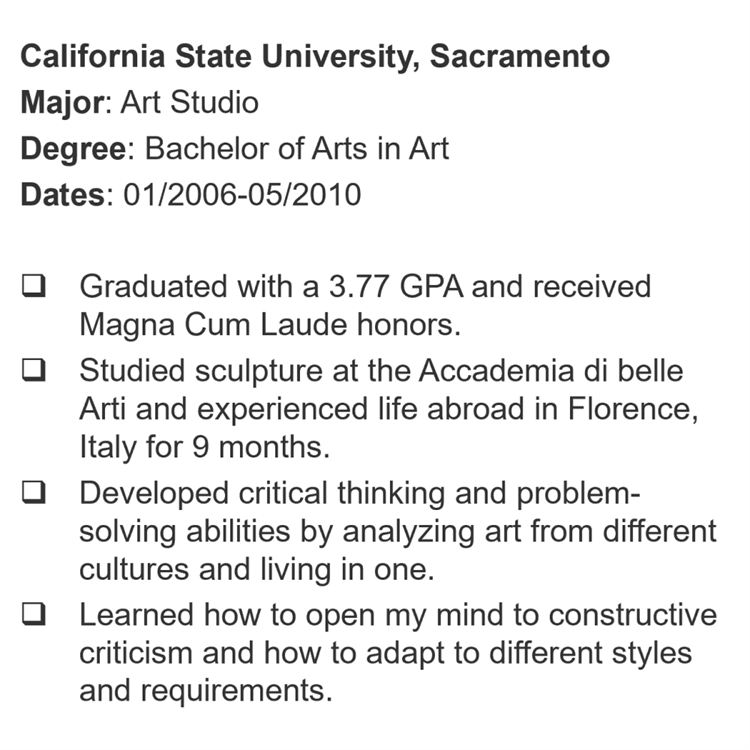 California State University, Sacramento
Major: Art Studio
Degree: Bachelor of Arts in Art
Dates: 01/2006-05/2010
❏ Graduated with a 3.77 GPA and received
Magna Cum Laude honors.
❏ Studied sculpture at the Accademia di belle
Arti and experienced life abroad in Florence,
Italy for 9 months.
❏ Developed critical thinking and problem-
solving abilities by analyzing art from different
cultures and living in one.
❏ Learned how to open my mind to constructive
criticism and how to adapt to different styles
and requirements.